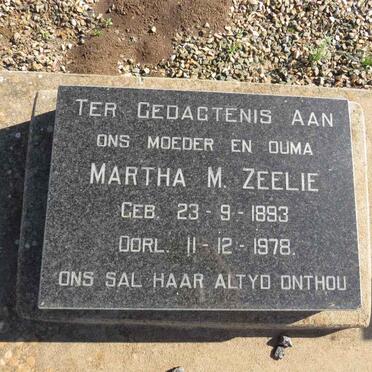 TER GEDAGTENIS AAN
ONS MOEDER EN OUMA
MARTHA M. ZEELIE
GEB. 23-9-1893
OORL. 11-12-1978.
ONS SAL HAAR ALTYD ONTHOU